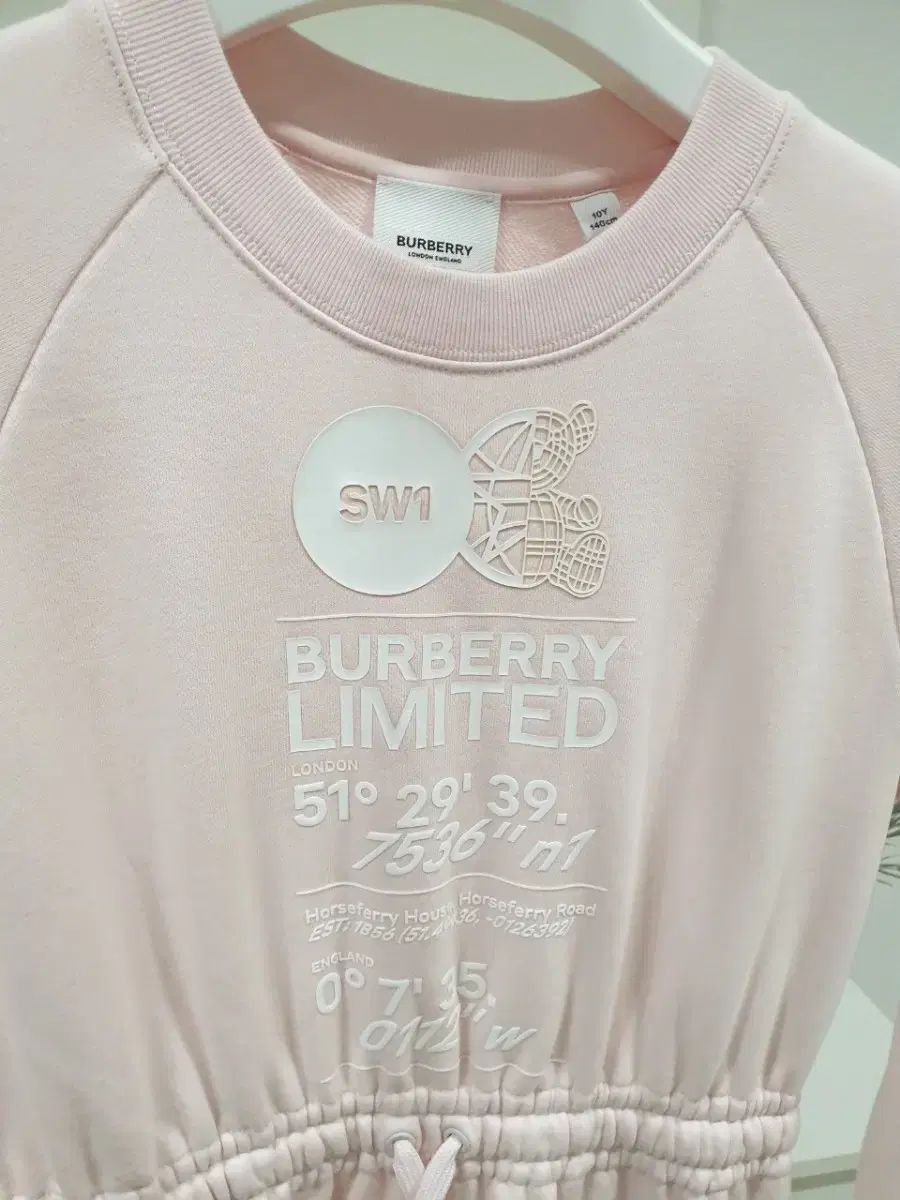 BURBERRY
LONDON ENGLAND
10Y
140cm
SW1
BURBERRY
LIMITED
LONDON
51° 29' 39.
7536" n1
Horseferry House, Horseferry Road
EST: 1856 -0126392)
ENGLAND
0° 7' 35.
0172" w